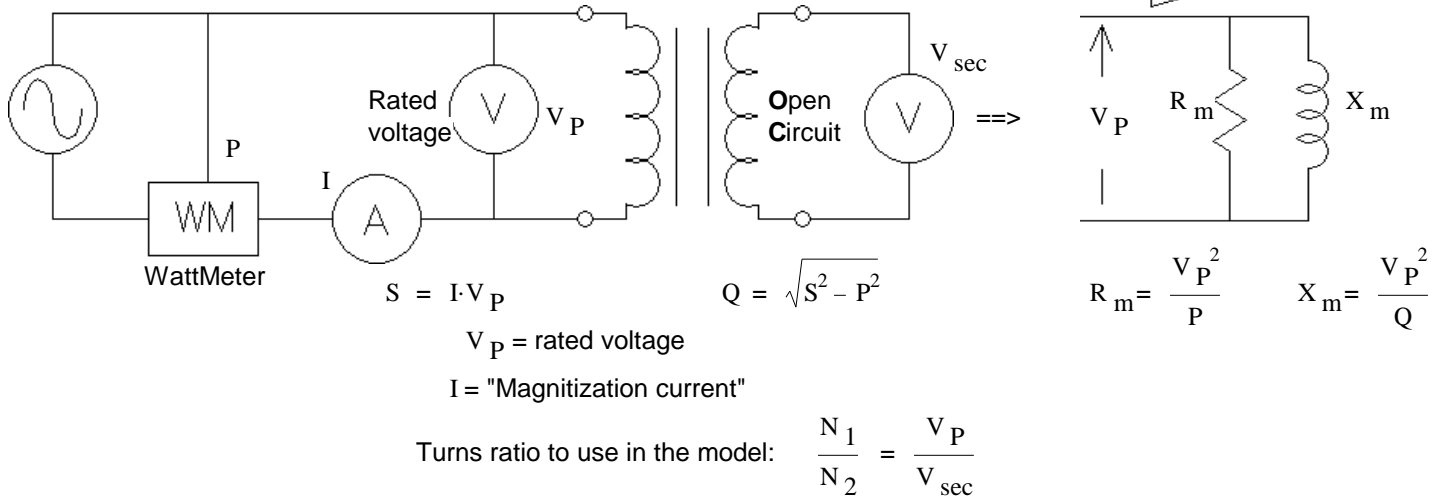 V sec
Rated voltage
V
V P
Open Circuit
V
==>
V P
R m
X m
P
I
WM
A
WattMeter
S = I·V P
Q = √S² – P²
R m = V P² / P
X m = V P² / Q
V P = rated voltage
I = "Magnitization current"
Turns ratio to use in the model: N 1 / N 2 = V P / V sec